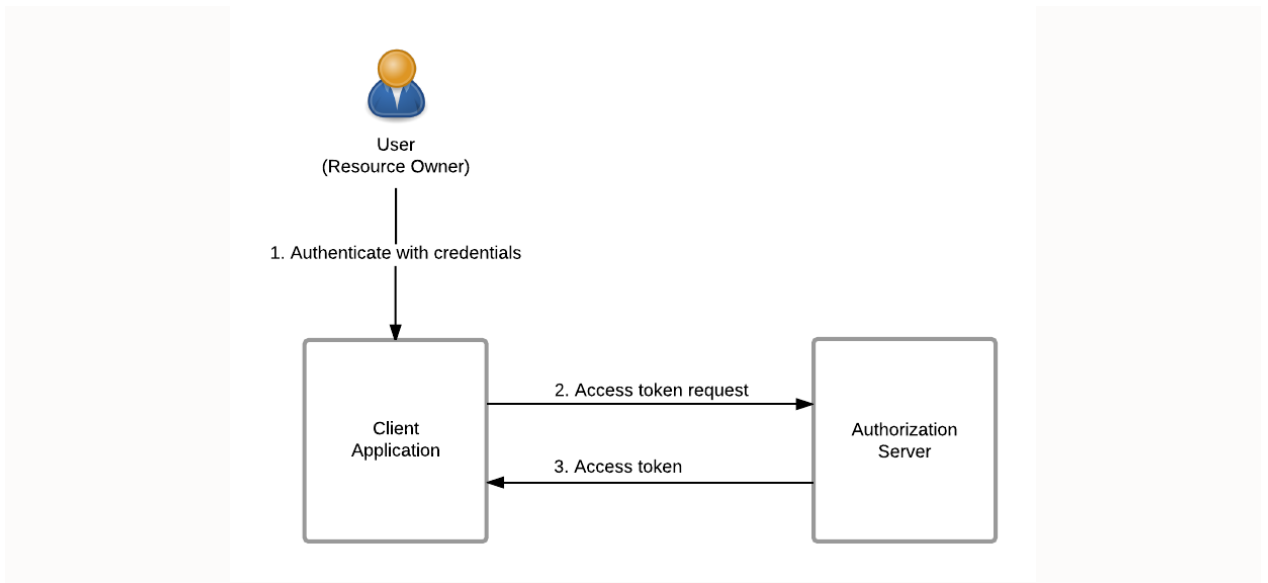 User
(Resource Owner)
1. Authenticate with credentials
2. Access token request
Client
Application
Authorization
Server
3. Access token